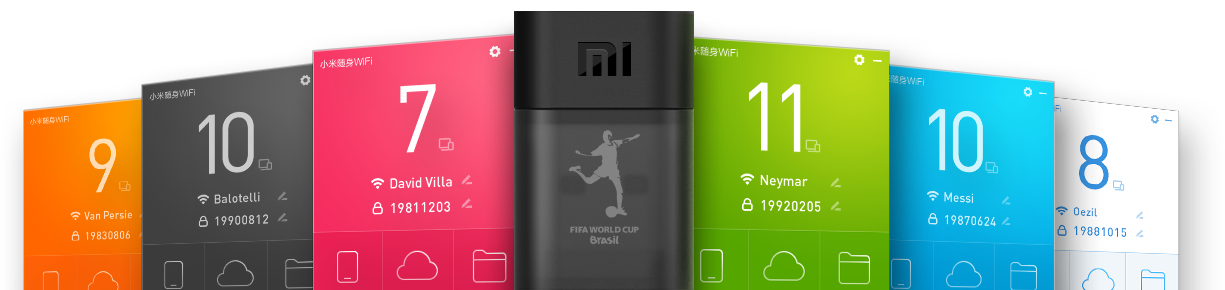 小米随身WiFi
9
Van Persie
19830806
小米随身WiFi
10
Balotelli
19900812
小米随身WiFi
7
David Villa
19811203
mi
FIFA WORLD CUP
Brasil
米随身WiFi
11
Neymar
19920205
随身WiFi
10
Messi
19870624
Fi
8
Oezil
19881015